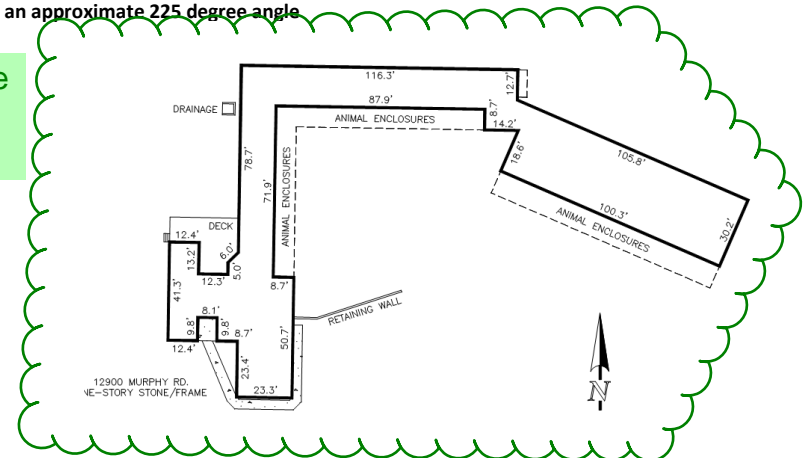 an approximate 225 degree angle
e
116.3'
12.7'
87.9'
8.7'
DRAINAGE
ANIMAL ENCLOSURES
14.2'
18.6'
105.8'
78.7'
71.9'
ANIMAL ENCLOSURES
100.3'
ANIMAL ENCLOSURES
30.2'
DECK
12.4'
13.2'
6.0'
5.0'
12.3'
41.3'
8.7'
8.1'
RETAINING WALL
9.8'
9.8'
8.7'
50.7'
12.4'
23.4'
23.3'
12900 MURPHY RD.
NE-STORY STONE/FRAME
N